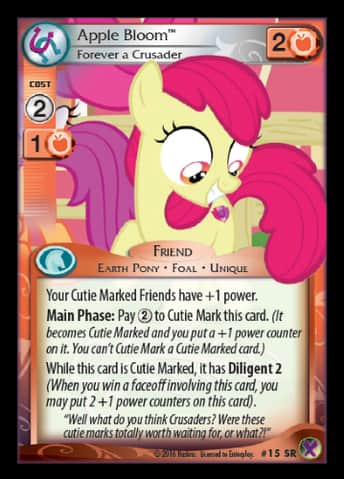 Apple Bloom™
Forever a Crusader
2
COST
2
1
FRIEND
EARTH PONY • FOAL • UNIQUE
Your Cutie Marked Friends have +1 power.
Main Phase: Pay 2 to Cutie Mark this card. (It
becomes Cutie Marked and you put a +1 power counter
on it. You can't Cutie Mark a Cutie Marked card.)
While this card is Cutie Marked, it has Diligent 2
(When you win a faceoff involving this card, you
may put 2 +1 power counters on this card).
“Well what do you think Crusaders? Were these
cutie marks totally worth waiting for, or what?!”
© 2016 Hasbro. Licensed to Enterplay. #15 SR